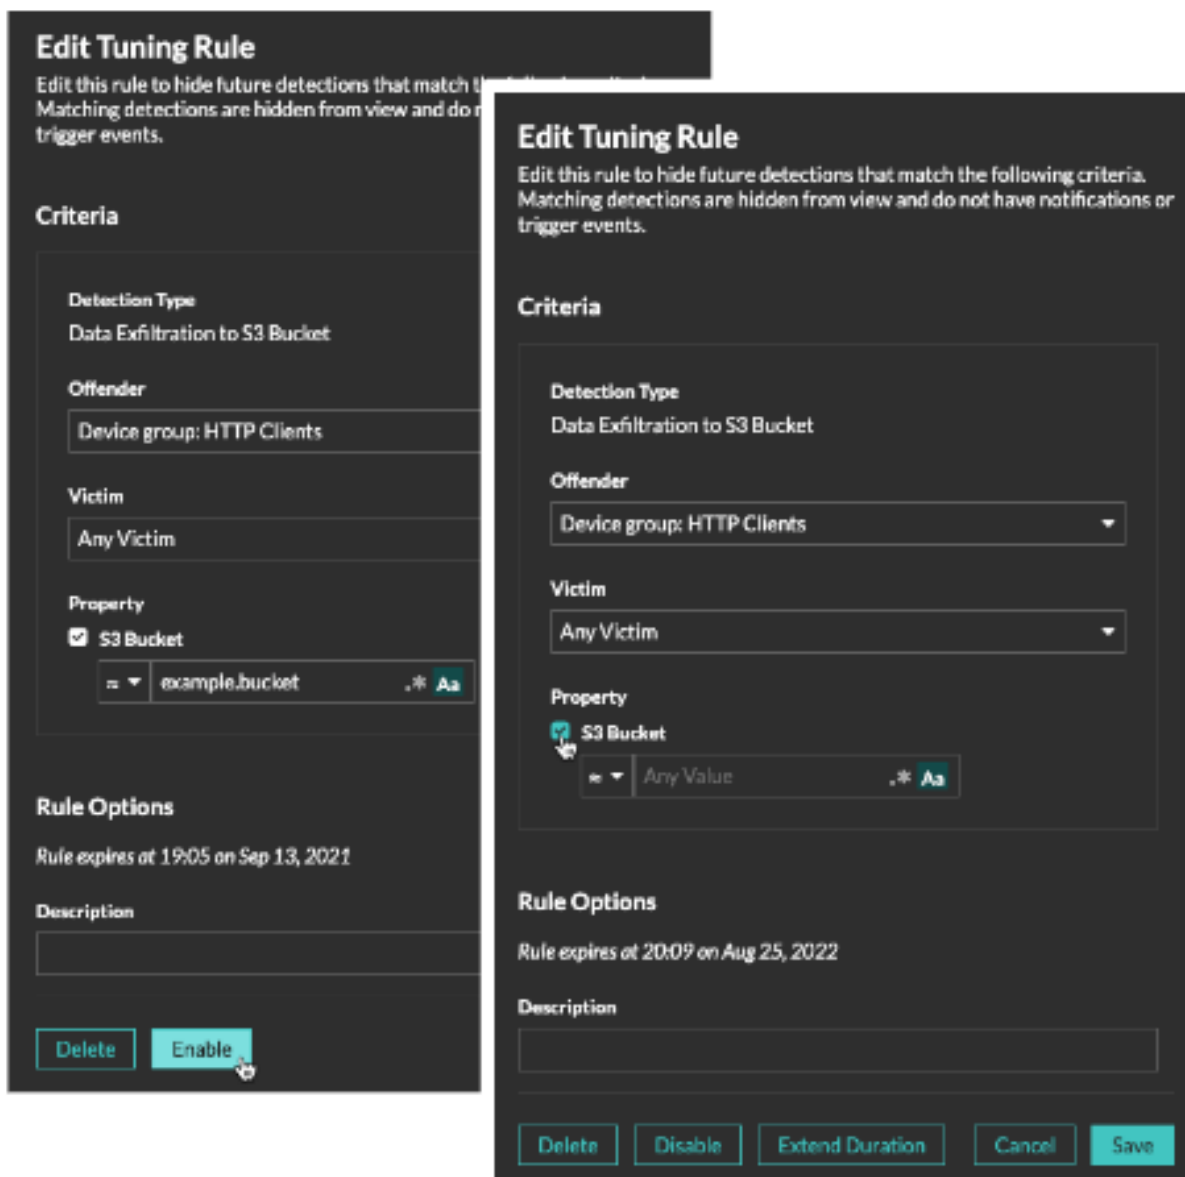 Edit Tuning Rule
Edit this rule to hide future detections that match
Matching detections are hidden from view and do
trigger events.
Criteria
Detection Type
Data Exfiltration to S3 Bucket
Offender
Device group: HTTP Clients
Victim
Any Victim
Property
S3 Bucket
≈ example.bucket .* Aa
Rule Options
Rule expires at 19:05 on Sep 13, 2021
Description
Delete Enable
Edit Tuning Rule
Edit this rule to hide future detections that match the following criteria.
Matching detections are hidden from view and do not have notifications or
trigger events.
Criteria
Detection Type
Data Exfiltration to S3 Bucket
Offender
Device group: HTTP Clients
Victim
Any Victim
Property
S3 Bucket
≈ Any Value .* Aa
Rule Options
Rule expires at 20:09 on Aug 25, 2022
Description
Delete Disable Extend Duration Cancel Save